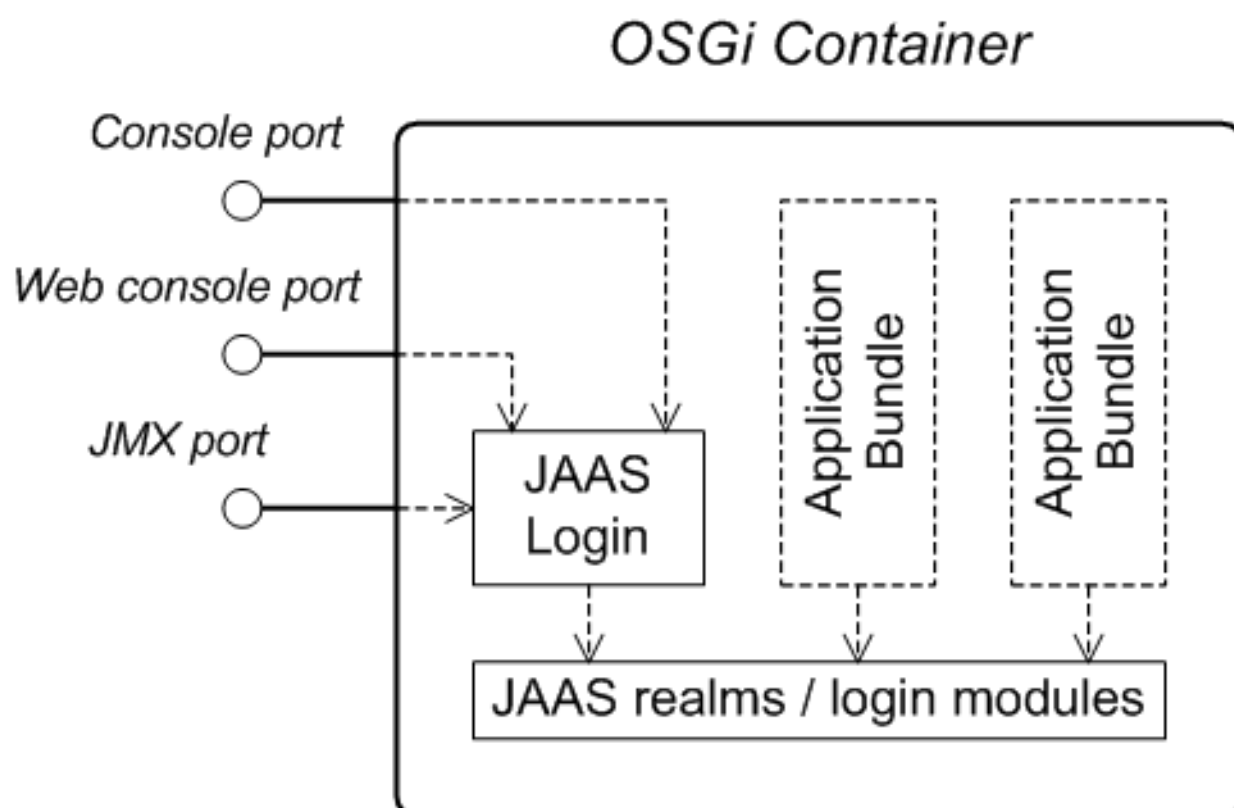 OSGi Container
Console port
Web console port
JMX port
JAAS
Login
Application
Bundle
Application
Bundle
JAAS realms / login modules